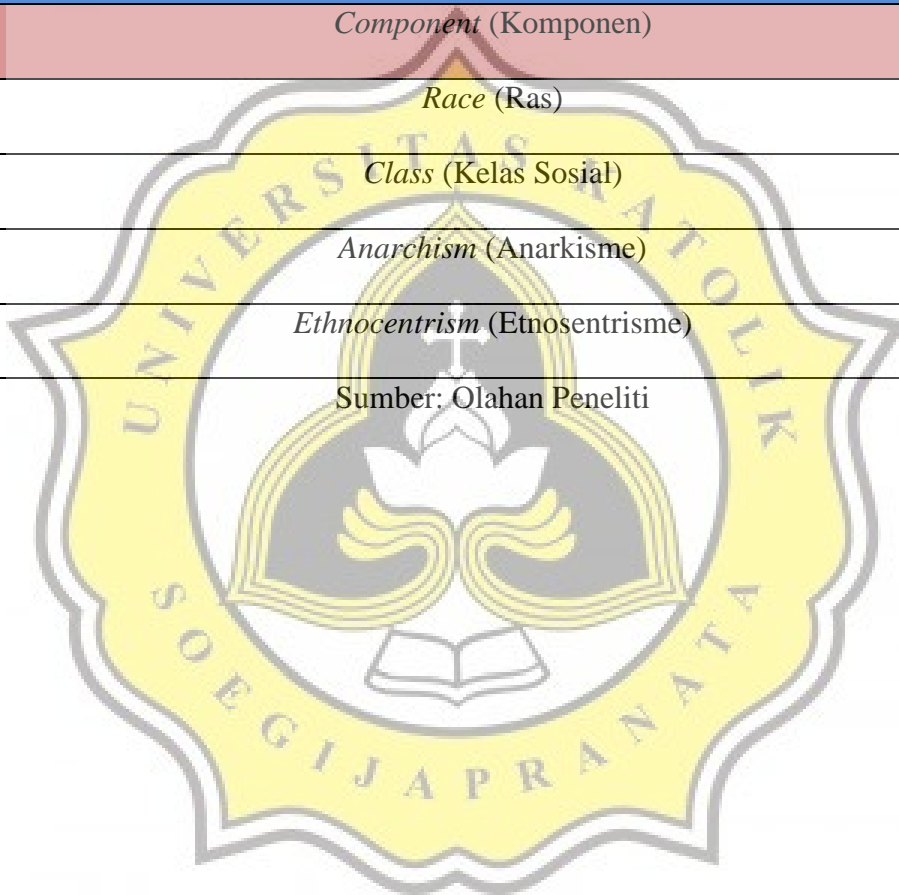 Component (Komponen)
Race (Ras)
Class (Kelas Sosial)
Anarchism (Anarkisme)
Ethnocentrism (Etnosentrisme)
Sumber: Olahan Peneliti
UNIVERSITAS KATOLIK
SOEGIJAPRANATA